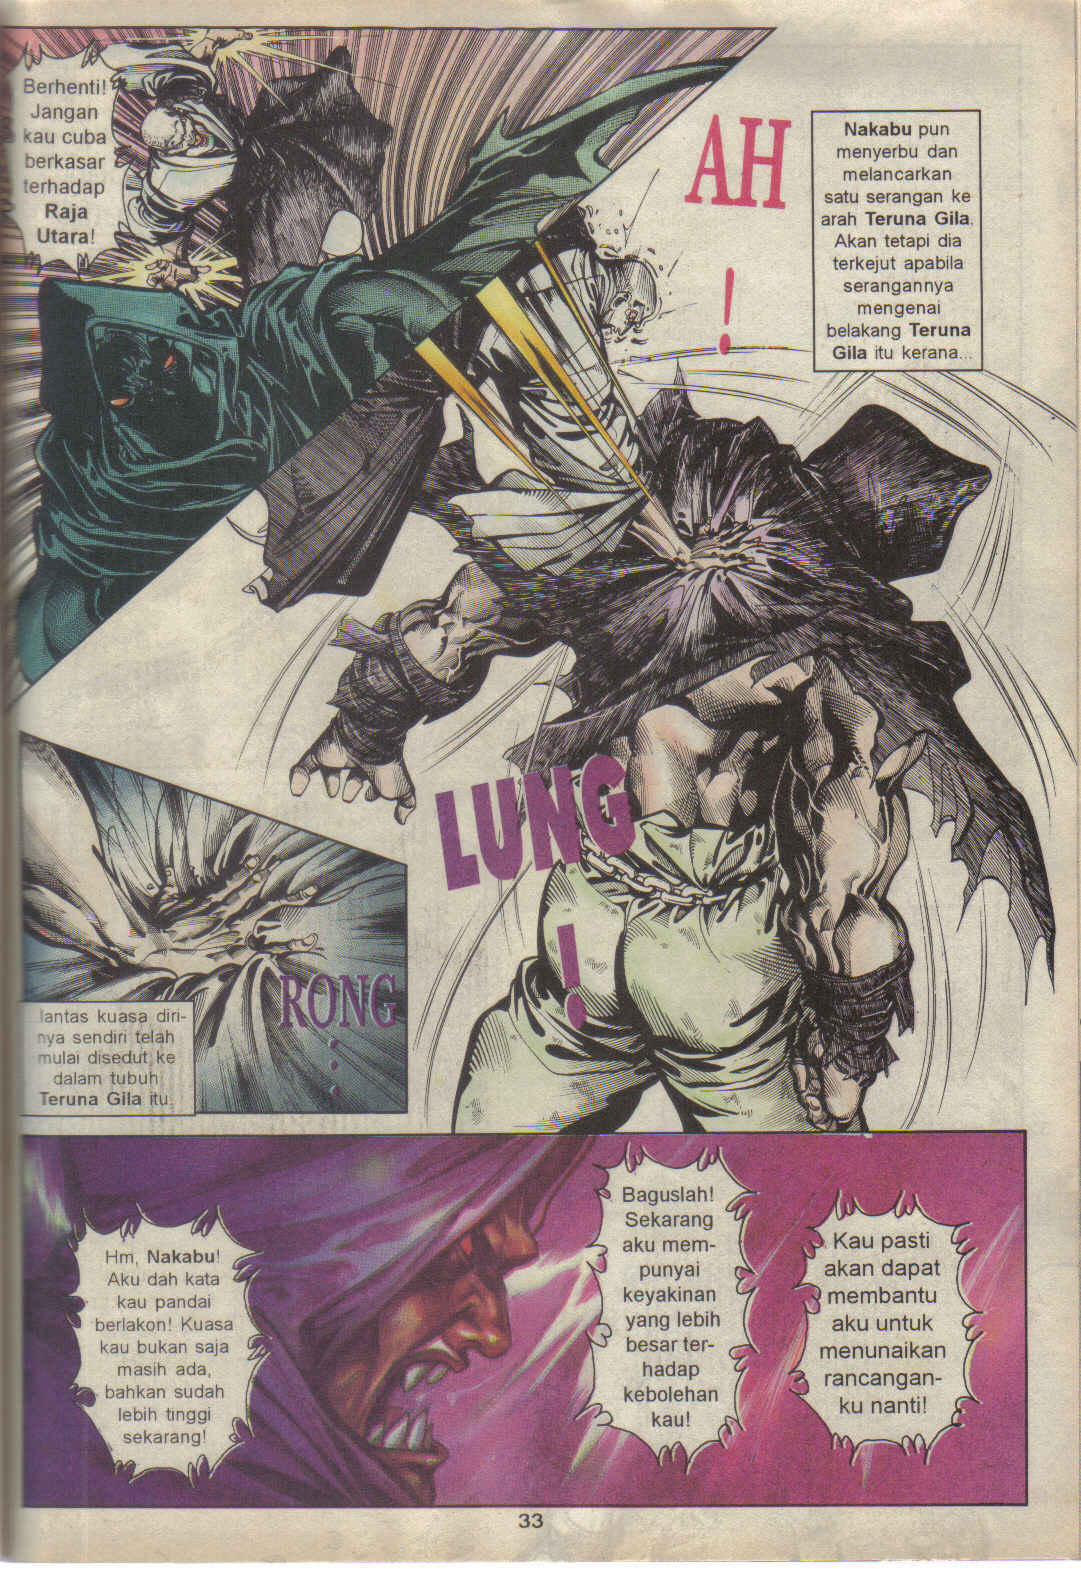 Berhenti!
Jangan
kau cuba
berkasar
terhadap
Raja
Utara!
AH
!
Nakabu pun
menyerbu dan
melancarkan
satu serangan ke
arah Teruna Gila.
Akan tetapi dia
terkejut apabila
serangannya
mengenai
belakang Teruna
Gila itu kerana...
LUNG
!
RONG
...
lantas kuasa diri-
nya sendiri telah
mulai disedut ke
dalam tubuh
Teruna Gila itu.
Hm, Nakabu!
Aku dah kata
kau pandai
berlakon! Kuasa
kau bukan saja
masih ada,
bahkan sudah
lebih tinggi
sekarang!
Baguslah!
Sekarang
aku mem-
punyai
keyakinan
yang lebih
besar ter-
hadap
kebolehan
kau!
Kau pasti
akan dapat
membantu
aku untuk
menunaikan
rancangan-
ku nanti!
33